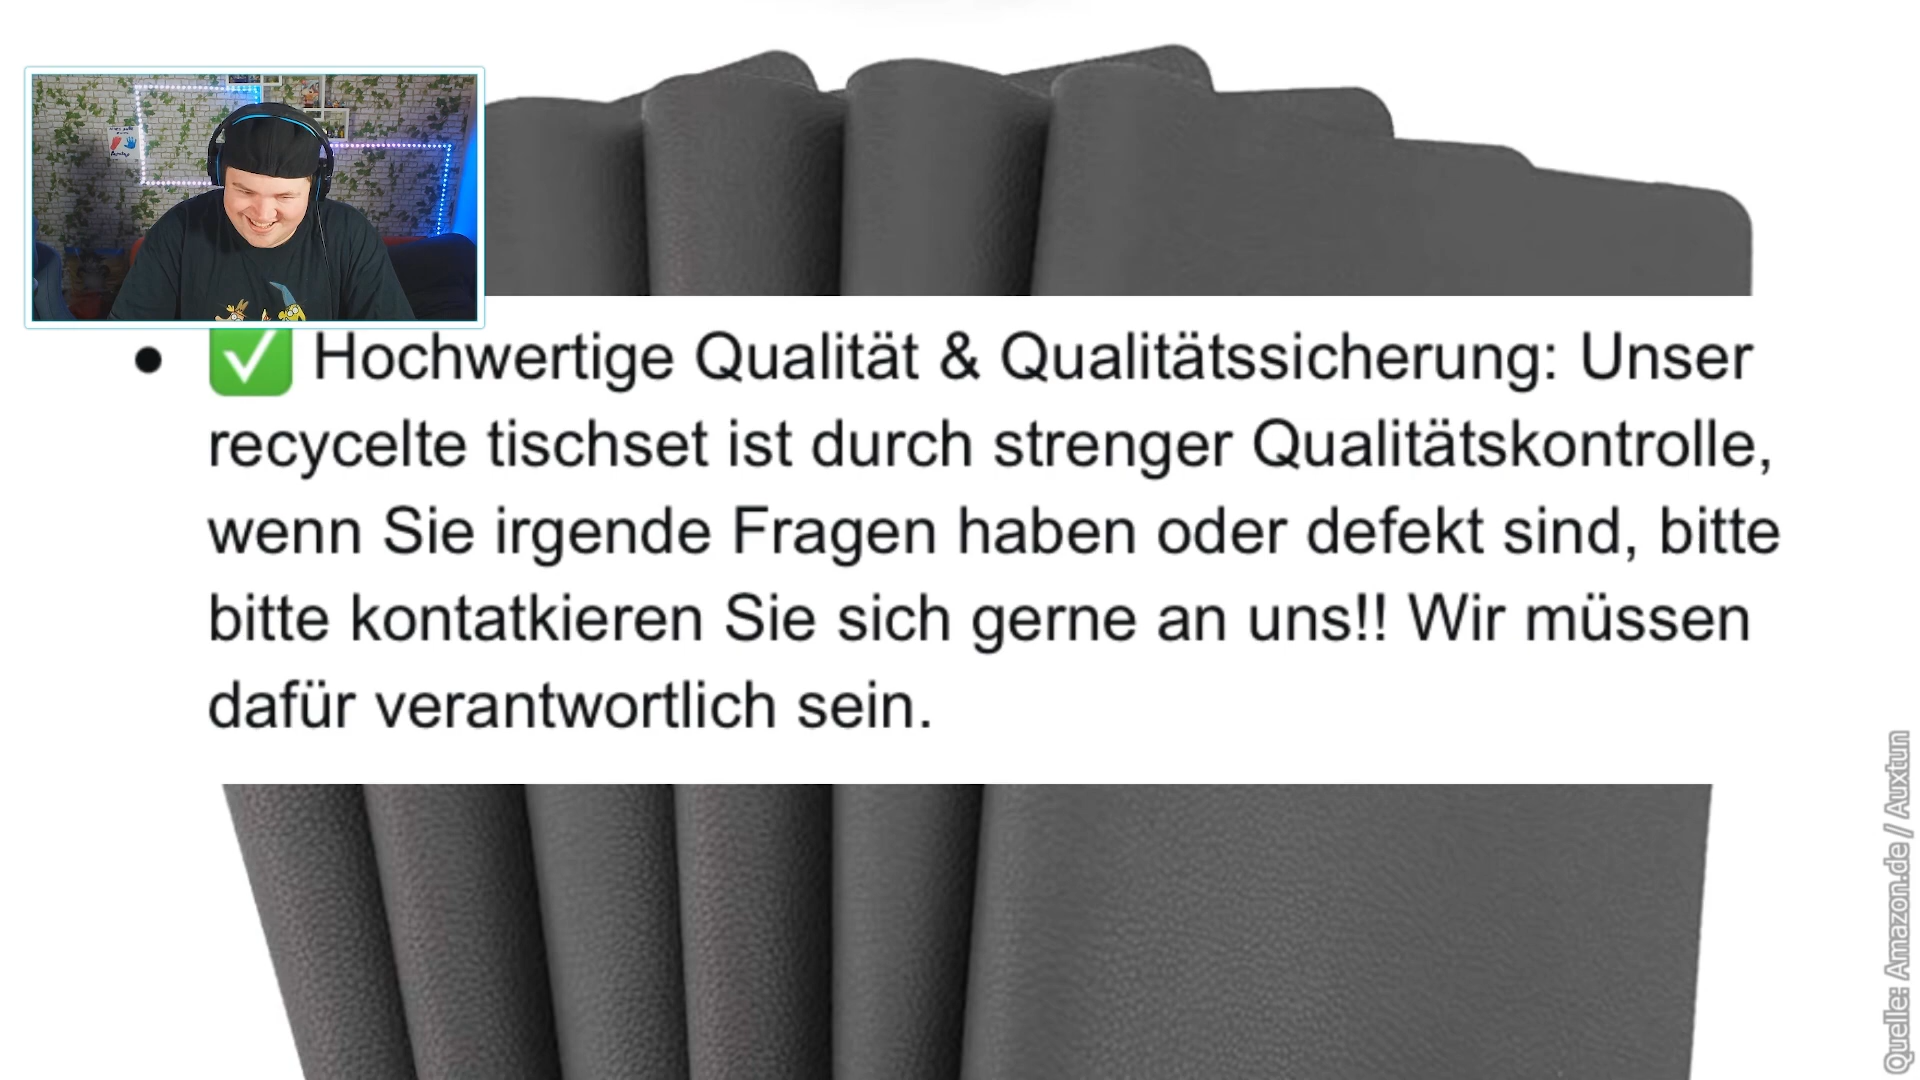 ✅ Hochwertige Qualität & Qualitätssicherung: Unser
recycelte tischset ist durch strenger Qualitätskontrolle,
wenn Sie irgende Fragen haben oder defekt sind, bitte
bitte kontatkieren Sie sich gerne an uns!! Wir müssen
dafür verantwortlich sein.
Quelle: Amazon.de / Auxtun